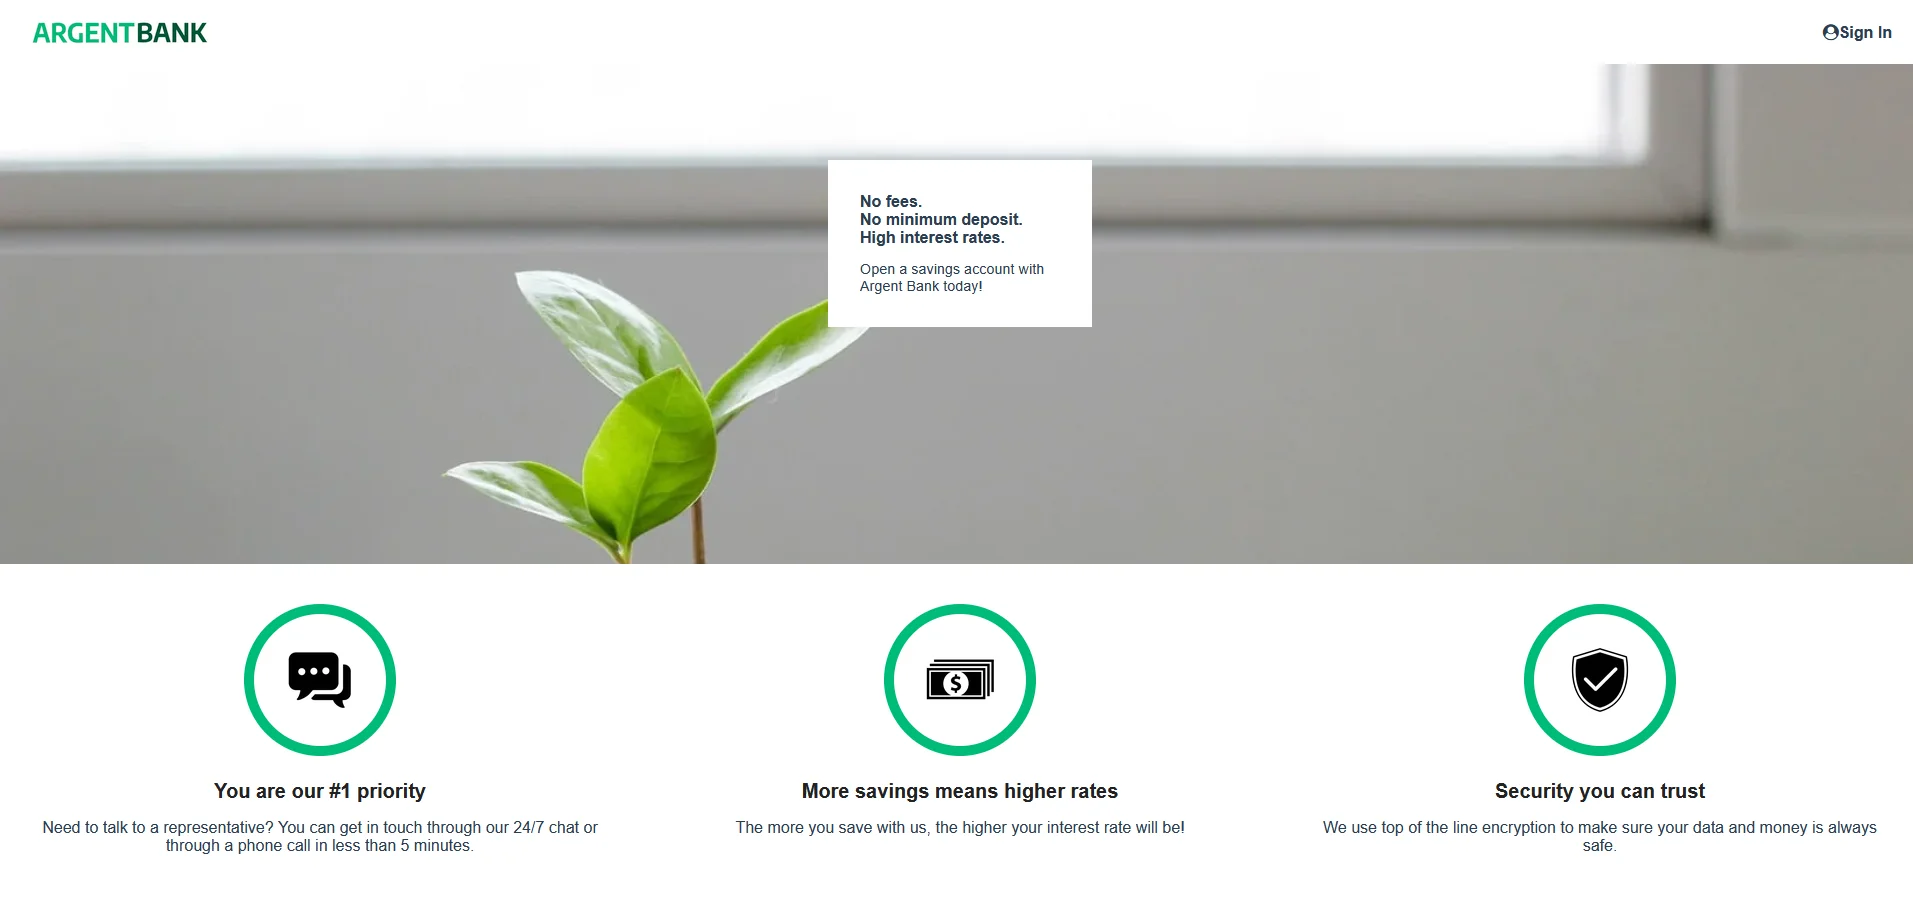 ARGENTBANK
Sign In
No fees.
No minimum deposit.
High interest rates.
Open a savings account with
Argent Bank today!
$
You are our #1 priority
Need to talk to a representative? You can get in touch through our 24/7 chat or
through a phone call in less than 5 minutes.
More savings means higher rates
The more you save with us, the higher your interest rate will be!
Security you can trust
We use top of the line encryption to make sure your data and money is always
safe.